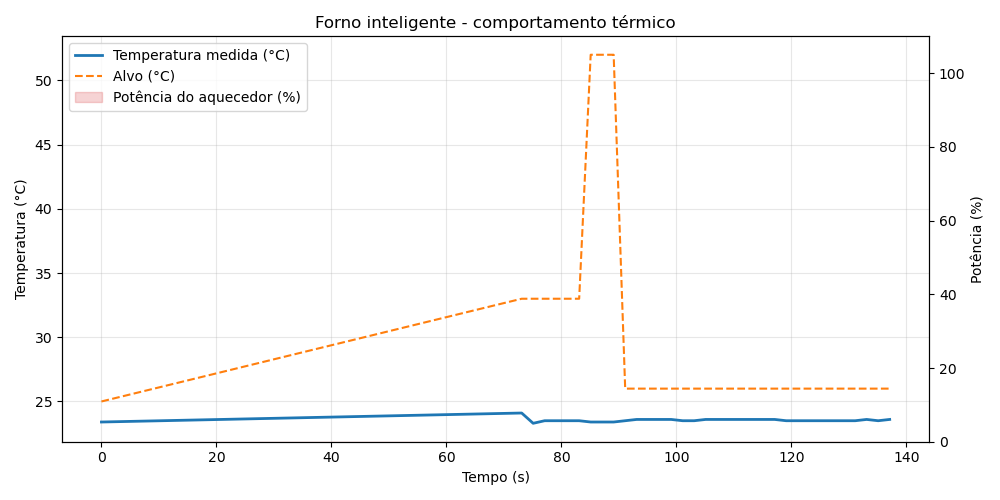 Forno inteligente - comportamento térmico
Temperatura medida (°C)
Alvo (°C)
Potência do aquecedor (%)
Temperatura (°C)
50
45
40
35
30
25
100
80
60
40
20
0
Potência (%)
0 20 40 60 80 100 120 140
Tempo (s)